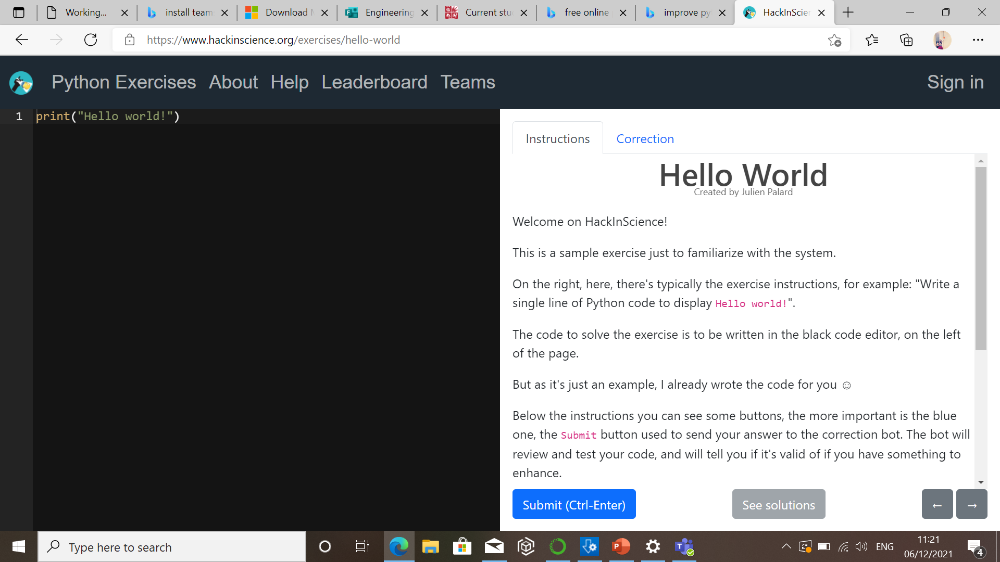 Working...
install team
Download
Engineering
Current stu
free online
improve py
HackInScier
https://www.hackinscience.org/exercises/hello-world
Python Exercises About Help Leaderboard Teams Sign in
1 print("Hello world!")
Instructions Correction
Hello World
Created by Julien Palard
Welcome on HackInScience!
This is a sample exercise just to familiarize with the system.
On the right, here, there's typically the exercise instructions, for example: "Write a
single line of Python code to display Hello world!".
The code to solve the exercise is to be written in the black code editor, on the left
of the page.
But as it's just an example, I already wrote the code for you ☺
Below the instructions you can see some buttons, the more important is the blue
one, the Submit button used to send your answer to the correction bot. The bot will
review and test your code, and will tell you if it's valid of if you have something to
enhance.
Submit (Ctrl-Enter) See solutions ← →
Type here to search
ENG
11:21
06/12/2021
4